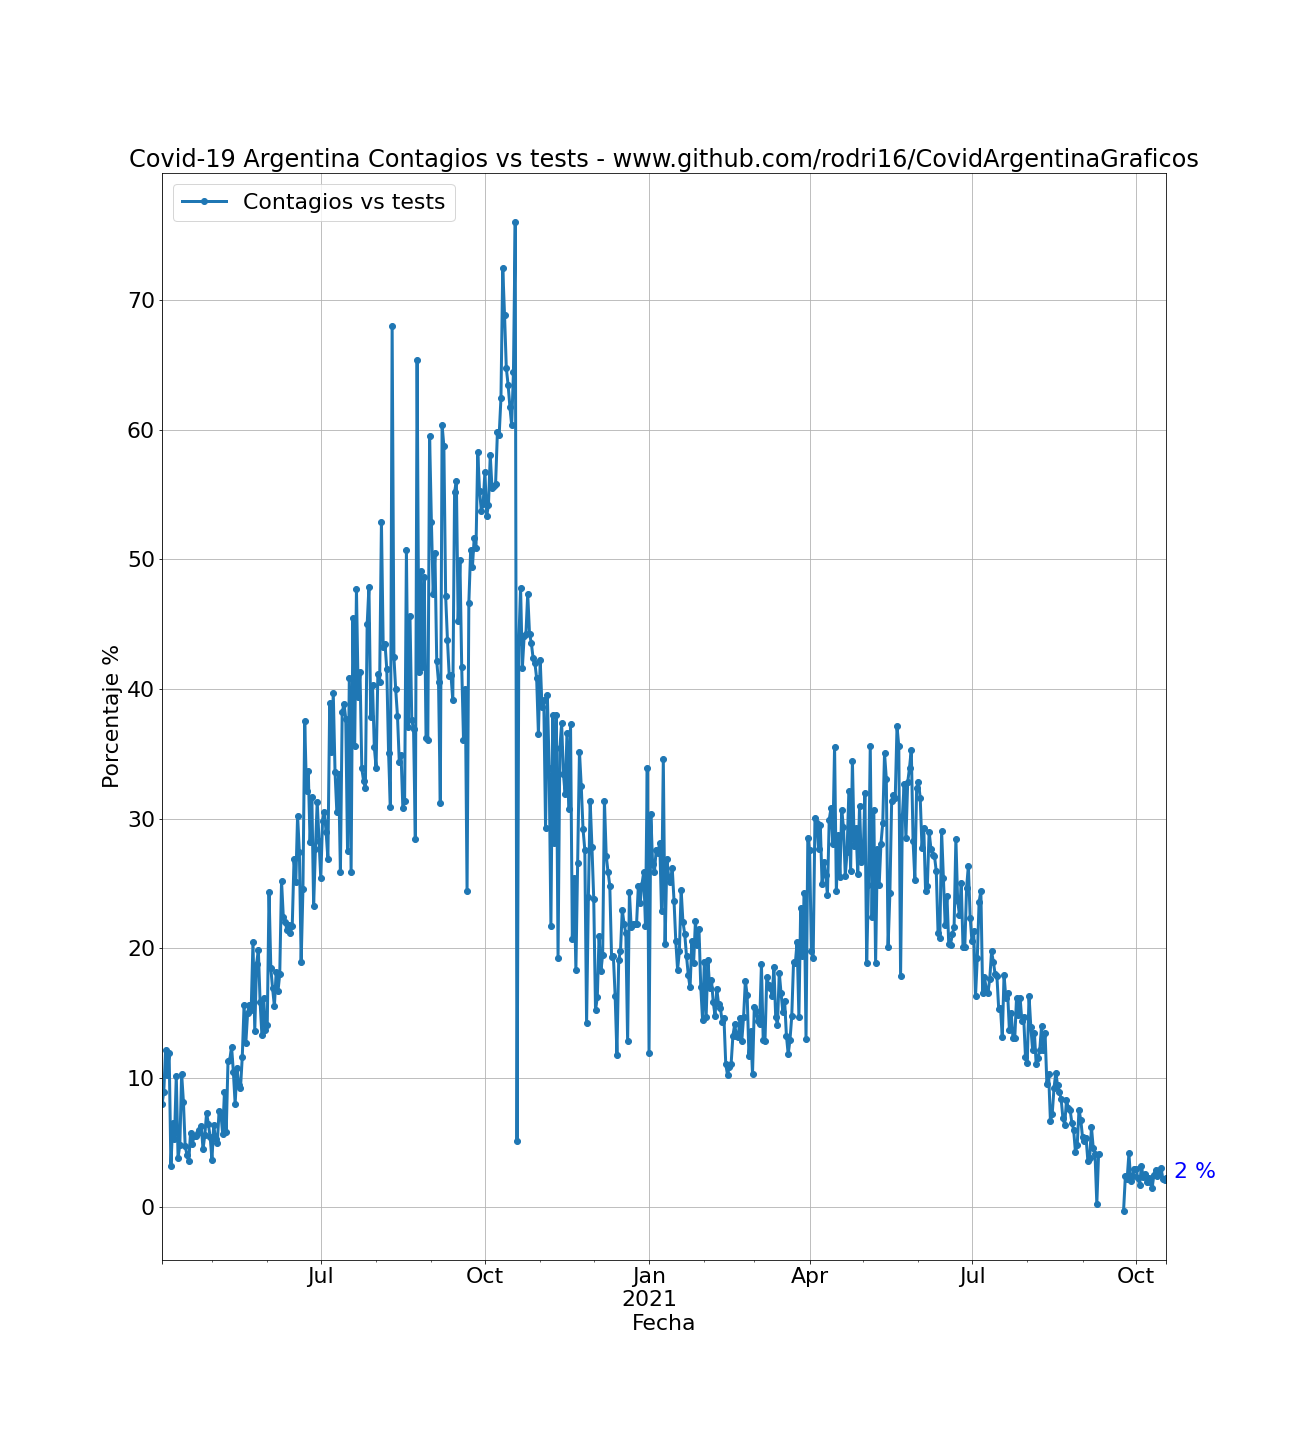 Covid-19 Argentina Contagios vs tests - www.github.com/rodri16/CovidArgentinaGraficos
Contagios vs tests
70
60
50
40
30
20
10
0
Porcentaje %
2 %
Jul
Oct
Jan
2021
Apr
Jul
Oct
Fecha